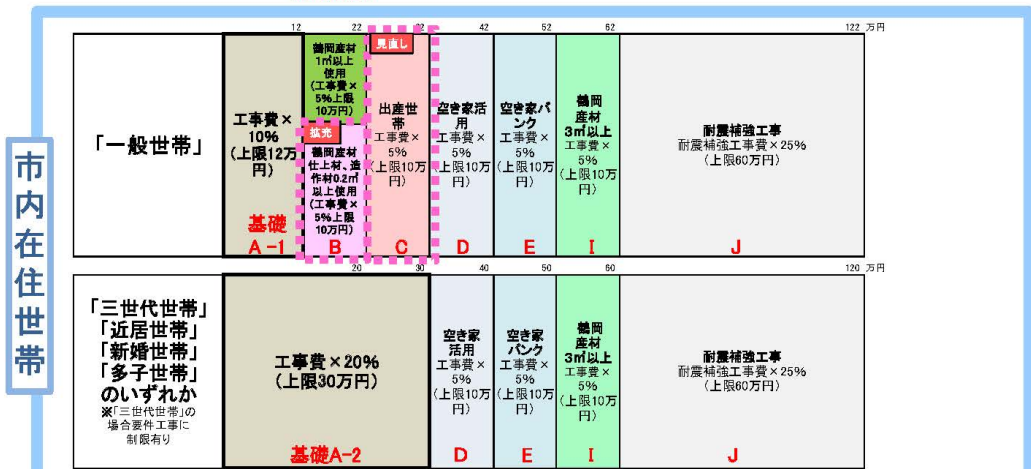 市内在住世帯
12 22 32 42 52 62 122 万円
「一般世帯」
工事費×
10%
(上限12万
円)
基礎
A-1
鶴岡産材
1㎥以上
使用
(工事費×
5%上限
10万円)
拡充
鶴岡産材
仕上材、造
作材0.2㎥
以上使用
(工事費×
5%上限
10万円)
B
見直し
出産世
帯
工事費×
5%
(上限10万
円)
C
空き家活
用
工事費×
5%
(上限10万
円)
D
空き家バ
ンク
工事費×
5%
(上限10万
円)
E
鶴岡
産材
3㎥以上
工事費×
5%
(上限10万
円)
I
耐震補強工事
耐震補強工事費×25%
(上限60万円)
J
20 30 40 50 60 120 万円
「三世代世帯」
「近居世帯」
「新婚世帯」
「多子世帯」
のいずれか
※「三世代世帯」の
場合要件工事に
制限有り
工事費×20%
(上限30万円)
基礎A-2
空き家
活用
工事費×
5%
(上限10万
円)
D
空き家
バンク
工事費×
5%
(上限10万
円)
E
鶴岡
産材
3㎥以上
工事費×
5%
(上限10万
円)
I
耐震補強工事
耐震補強工事費×25%
(上限60万円)
J